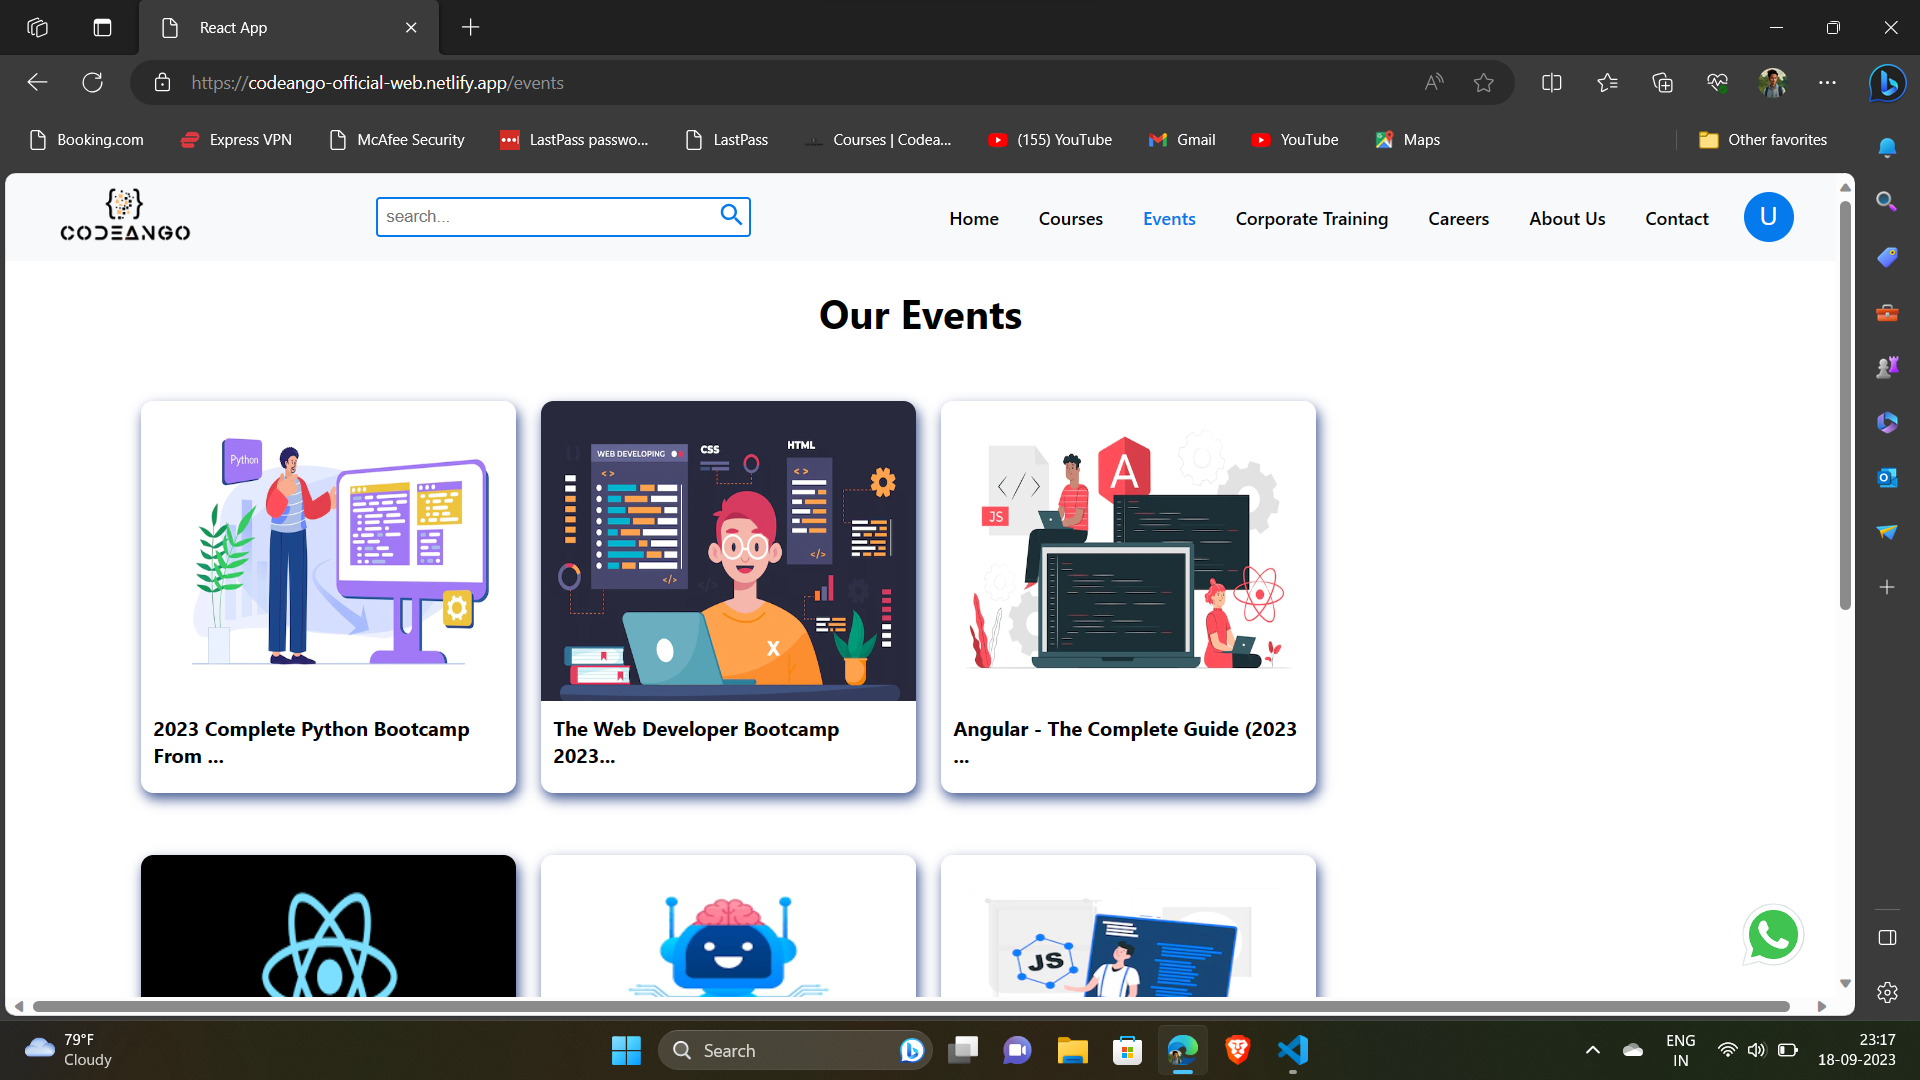 React App
https://codeango-official-web.netlify.app/events
Booking.com
Express VPN
McAfee Security
LastPass passwo...
LastPass
Courses | Codea...
(155) YouTube
Gmail
YouTube
Maps
Other favorites
CODEANGO
search...
Home
Courses
Events
Corporate Training
Careers
About Us
Contact
U
Our Events
Python
WEB DEVELOPING
CSS
HTML
< >
< >
</>
</>
</>
X
</>
JS
A
2023 Complete Python Bootcamp
From ...
The Web Developer Bootcamp
2023...
Angular - The Complete Guide (2023
...
JS
79°F
Cloudy
Search
ENG
IN
23:17
18-09-2023